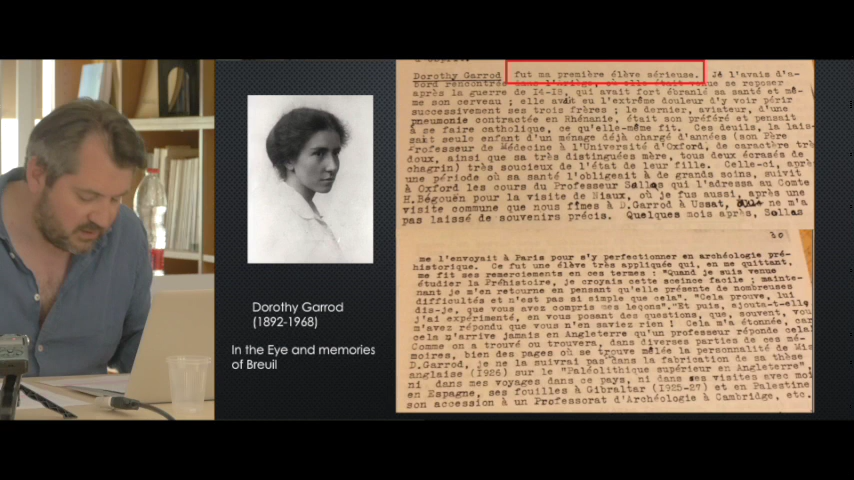 Dorothy Garrod
(1892-1968)
In the Eye and memories
of Breuil
Dorothy Garrod fut ma première élève sérieuse. Je l'avais d'a-
bord rencontrée se reposer
après la guerre de I4-I8, qui avait fort ébranlé sa santé et mê-
me son cerveau ; elle avait eu l'extrême douleur d'y voir périr
successivement ses trois frères ; le dernier, aviateur, d'une
pneumonie contractée en Rhénanie, était son préféré et pensait
à se faire catholique, ce qu'elle-même fit. Ces deuils, la lais-
sant seule enfant d'un ménage déjà chargé d'années (son Père
Professeur de Médecine à l'Université d'Oxford, de caractère trè
doux, ainsi que sa très distinguées mère, tous deux écrasés de
chagrin) très soucieux de l'état de leur fille. Celle-ci, aprè
une période où sa santé l'obligeait à de grands soins, suivit
à Oxford les cours du Professeur Sollas qui l'adressa au Comte
H.Bégouën pour la visite de Niaux, où je fus aussi, après une
visite commune que nous fîmes à D.Garrod à Ussat, ne m'a
pas laissé de souvenirs précis. Quelques mois après, Sollas
30
me l'envoyait à Paris pour s'y perfectionner en archéologie pré-
historique. Ce fut une élève très appliquée qui, en me quittant,
me fit ses remerciements en ces termes : "Quand je suis venue
étudier la Préhistoire, je croyais cette science facile ; mainte-
nant je m'en retourne en pensant qu'elle présente de nombreuses
difficultés et n'est pas si simple que cela". "Cela prouve, lui
dis-je, que vous avez compris mes leçons"."Et puis, ajouta-t-elle
j'ai expérimenté, en vous posant des questions, que, souvent, vou
m'avez répondu que vous n'en saviez rien ! Cela m'a étonnée, car
cela n'arrive jamais en Angleterre qu'un professeur réponde cela
Comme on a trouvé ou trouvera, dans diverses parties de ces mé-
moires, bien des pages où se trouve mêlée la personnalité de Mis
D.Garrod, je ne la suivrai pas dans la fabrication de sa thèse
anglaise (I926) sur le "Paléolithique supérieur en Angleterre",
ni dans mes voyages dans ce pays, ni dans ses visites avec moi
en Espagne, ses fouilles à Gibraltar (I925-27) et en Palestine
son accession à un Professorat d'Archéologie à Cambridge, etc.